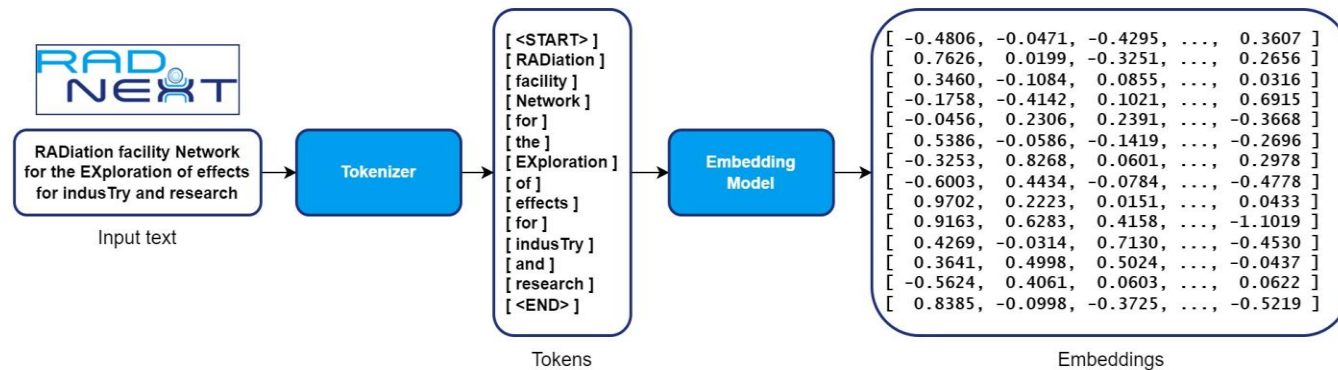 RAD
NEXT
RADiation facility Network
for the EXploration of effects
for indusTry and research
Input text
Tokenizer
[ <START> ]
[ RADiation ]
[ facility ]
[ Network ]
[ for ]
[ the ]
[ EXploration ]
[ of ]
[ effects ]
[ for ]
[ indusTry ]
[ and ]
[ research ]
[ <END> ]
Tokens
Embedding
Model
[ -0.4806, -0.0471, -0.4295, ..., 0.3607 ]
[ 0.7626, 0.0199, -0.3251, ..., 0.2656 ]
[ 0.3460, -0.1084, 0.0855, ..., 0.0316 ]
[ -0.1758, -0.4142, 0.1021, ..., 0.6915 ]
[ -0.0456, 0.2306, 0.2391, ..., -0.3668 ]
[ 0.5386, -0.0586, -0.1419, ..., -0.2696 ]
[ -0.3253, 0.8268, 0.0601, ..., 0.2978 ]
[ -0.6003, 0.4434, -0.0784, ..., -0.4778 ]
[ 0.9702, 0.2223, 0.0151, ..., 0.0433 ]
[ 0.9163, 0.6283, 0.4158, ..., -1.1019 ]
[ 0.4269, -0.0314, 0.7130, ..., -0.4530 ]
[ 0.3641, 0.4998, 0.5024, ..., -0.0437 ]
[ -0.5624, 0.4061, 0.0603, ..., 0.0622 ]
[ 0.8385, -0.0998, -0.3725, ..., -0.5219 ]
Embeddings